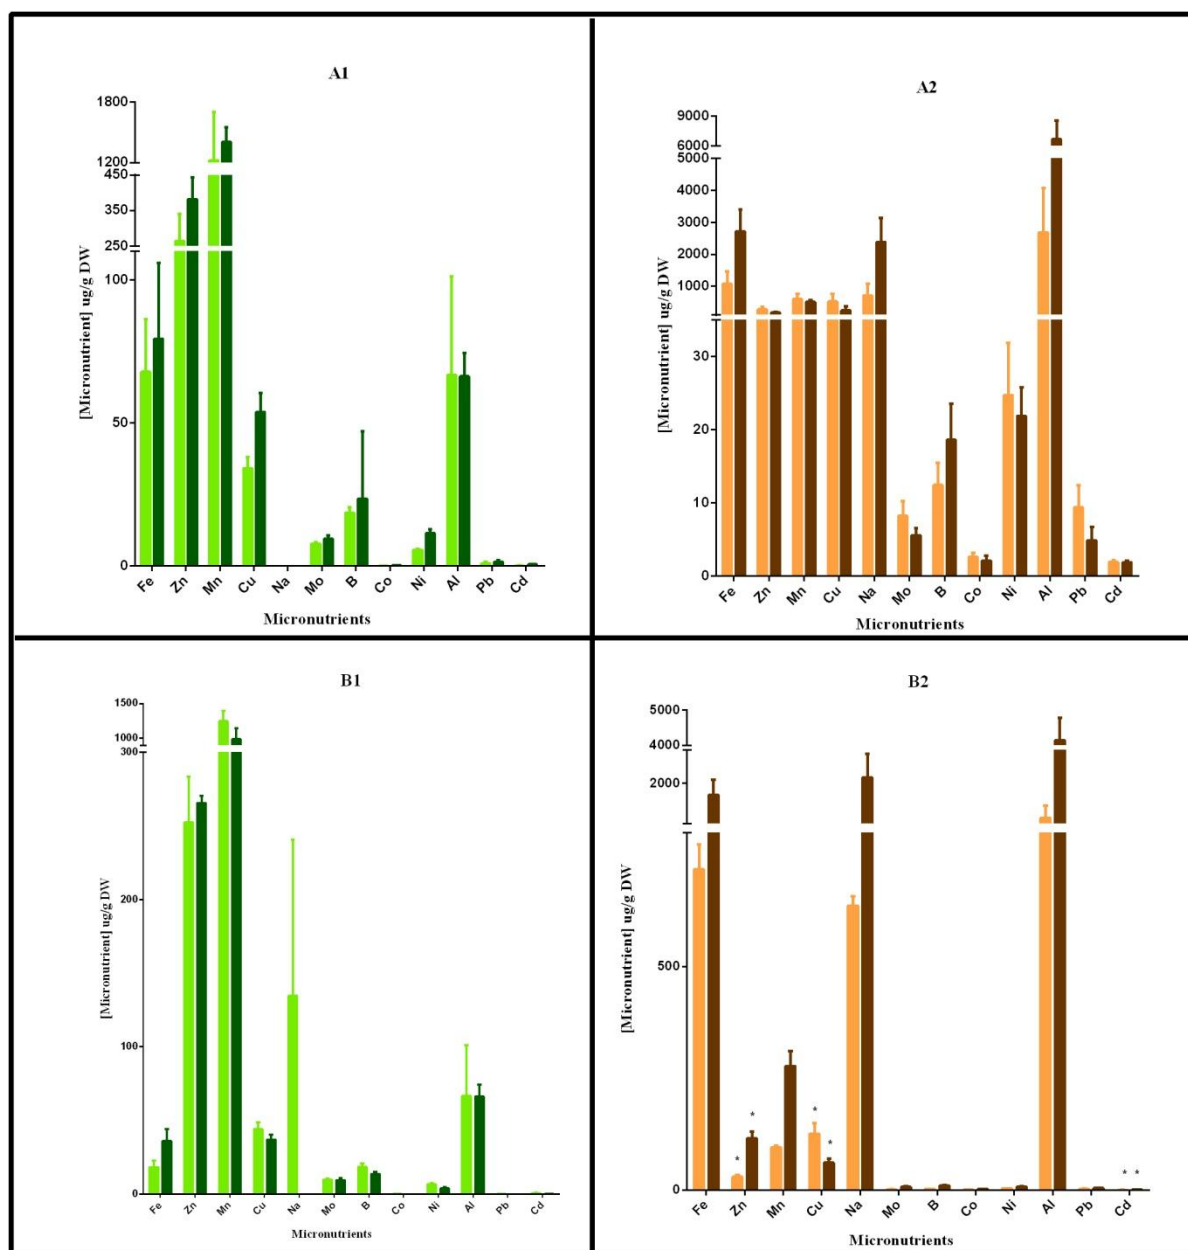 A1
1800
1200
450
350
250
100
50
0
[Micronutrient] ug/g DW
Fe Zn Mn Cu Na Mo B Co Ni Al Pb Cd
Micronutrients
A2
9000
6000
5000
4000
3000
2000
1000
30
20
10
0
[Micronutrient] ug/g DW
Fe Zn Mn Cu Na Mo B Co Ni Al Pb Cd
Micronutrients
B1
1500
1000
300
200
100
0
[Micronutrient] ug/g DW
Fe Zn Mn Cu Na Mo B Co Ni Al Pb Cd
Micronutrients
B2
5000
4000
2000
500
0
[Micronutrient] ug/g DW
* * * * * *
Fe Zn Mn Cu Na Mo B Co Ni Al Pb Cd
Micronutrients